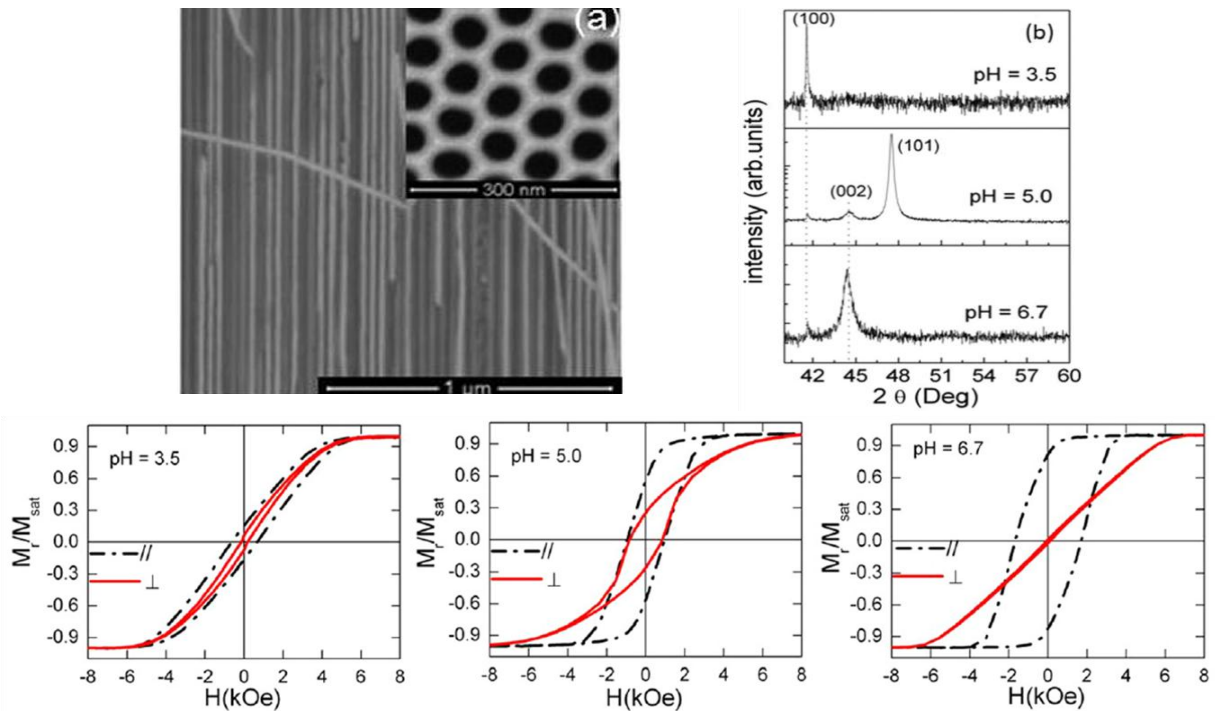 (a)
300 nm
1 µm
(b)
(100)
pH = 3.5
(101)
(002)
pH = 5.0
pH = 6.7
intensity (arb.units)
42 45 48 51 54 57 60
2 θ (Deg)
pH = 3.5
M_r/M_sat
0.9
0.6
0.3
0.0
-0.3
-0.6
-0.9
//
⊥
-8 -6 -4 -2 0 2 4 6 8
H(kOe)
pH = 5.0
M_r/M_sat
0.9
0.6
0.3
0.0
-0.3
-0.6
-0.9
//
⊥
-8 -6 -4 -2 0 2 4 6 8
H(kOe)
pH = 6.7
M_r/M_sat
0.9
0.6
0.3
0.0
-0.3
-0.6
-0.9
//
⊥
-8 -6 -4 -2 0 2 4 6 8
H(kOe)